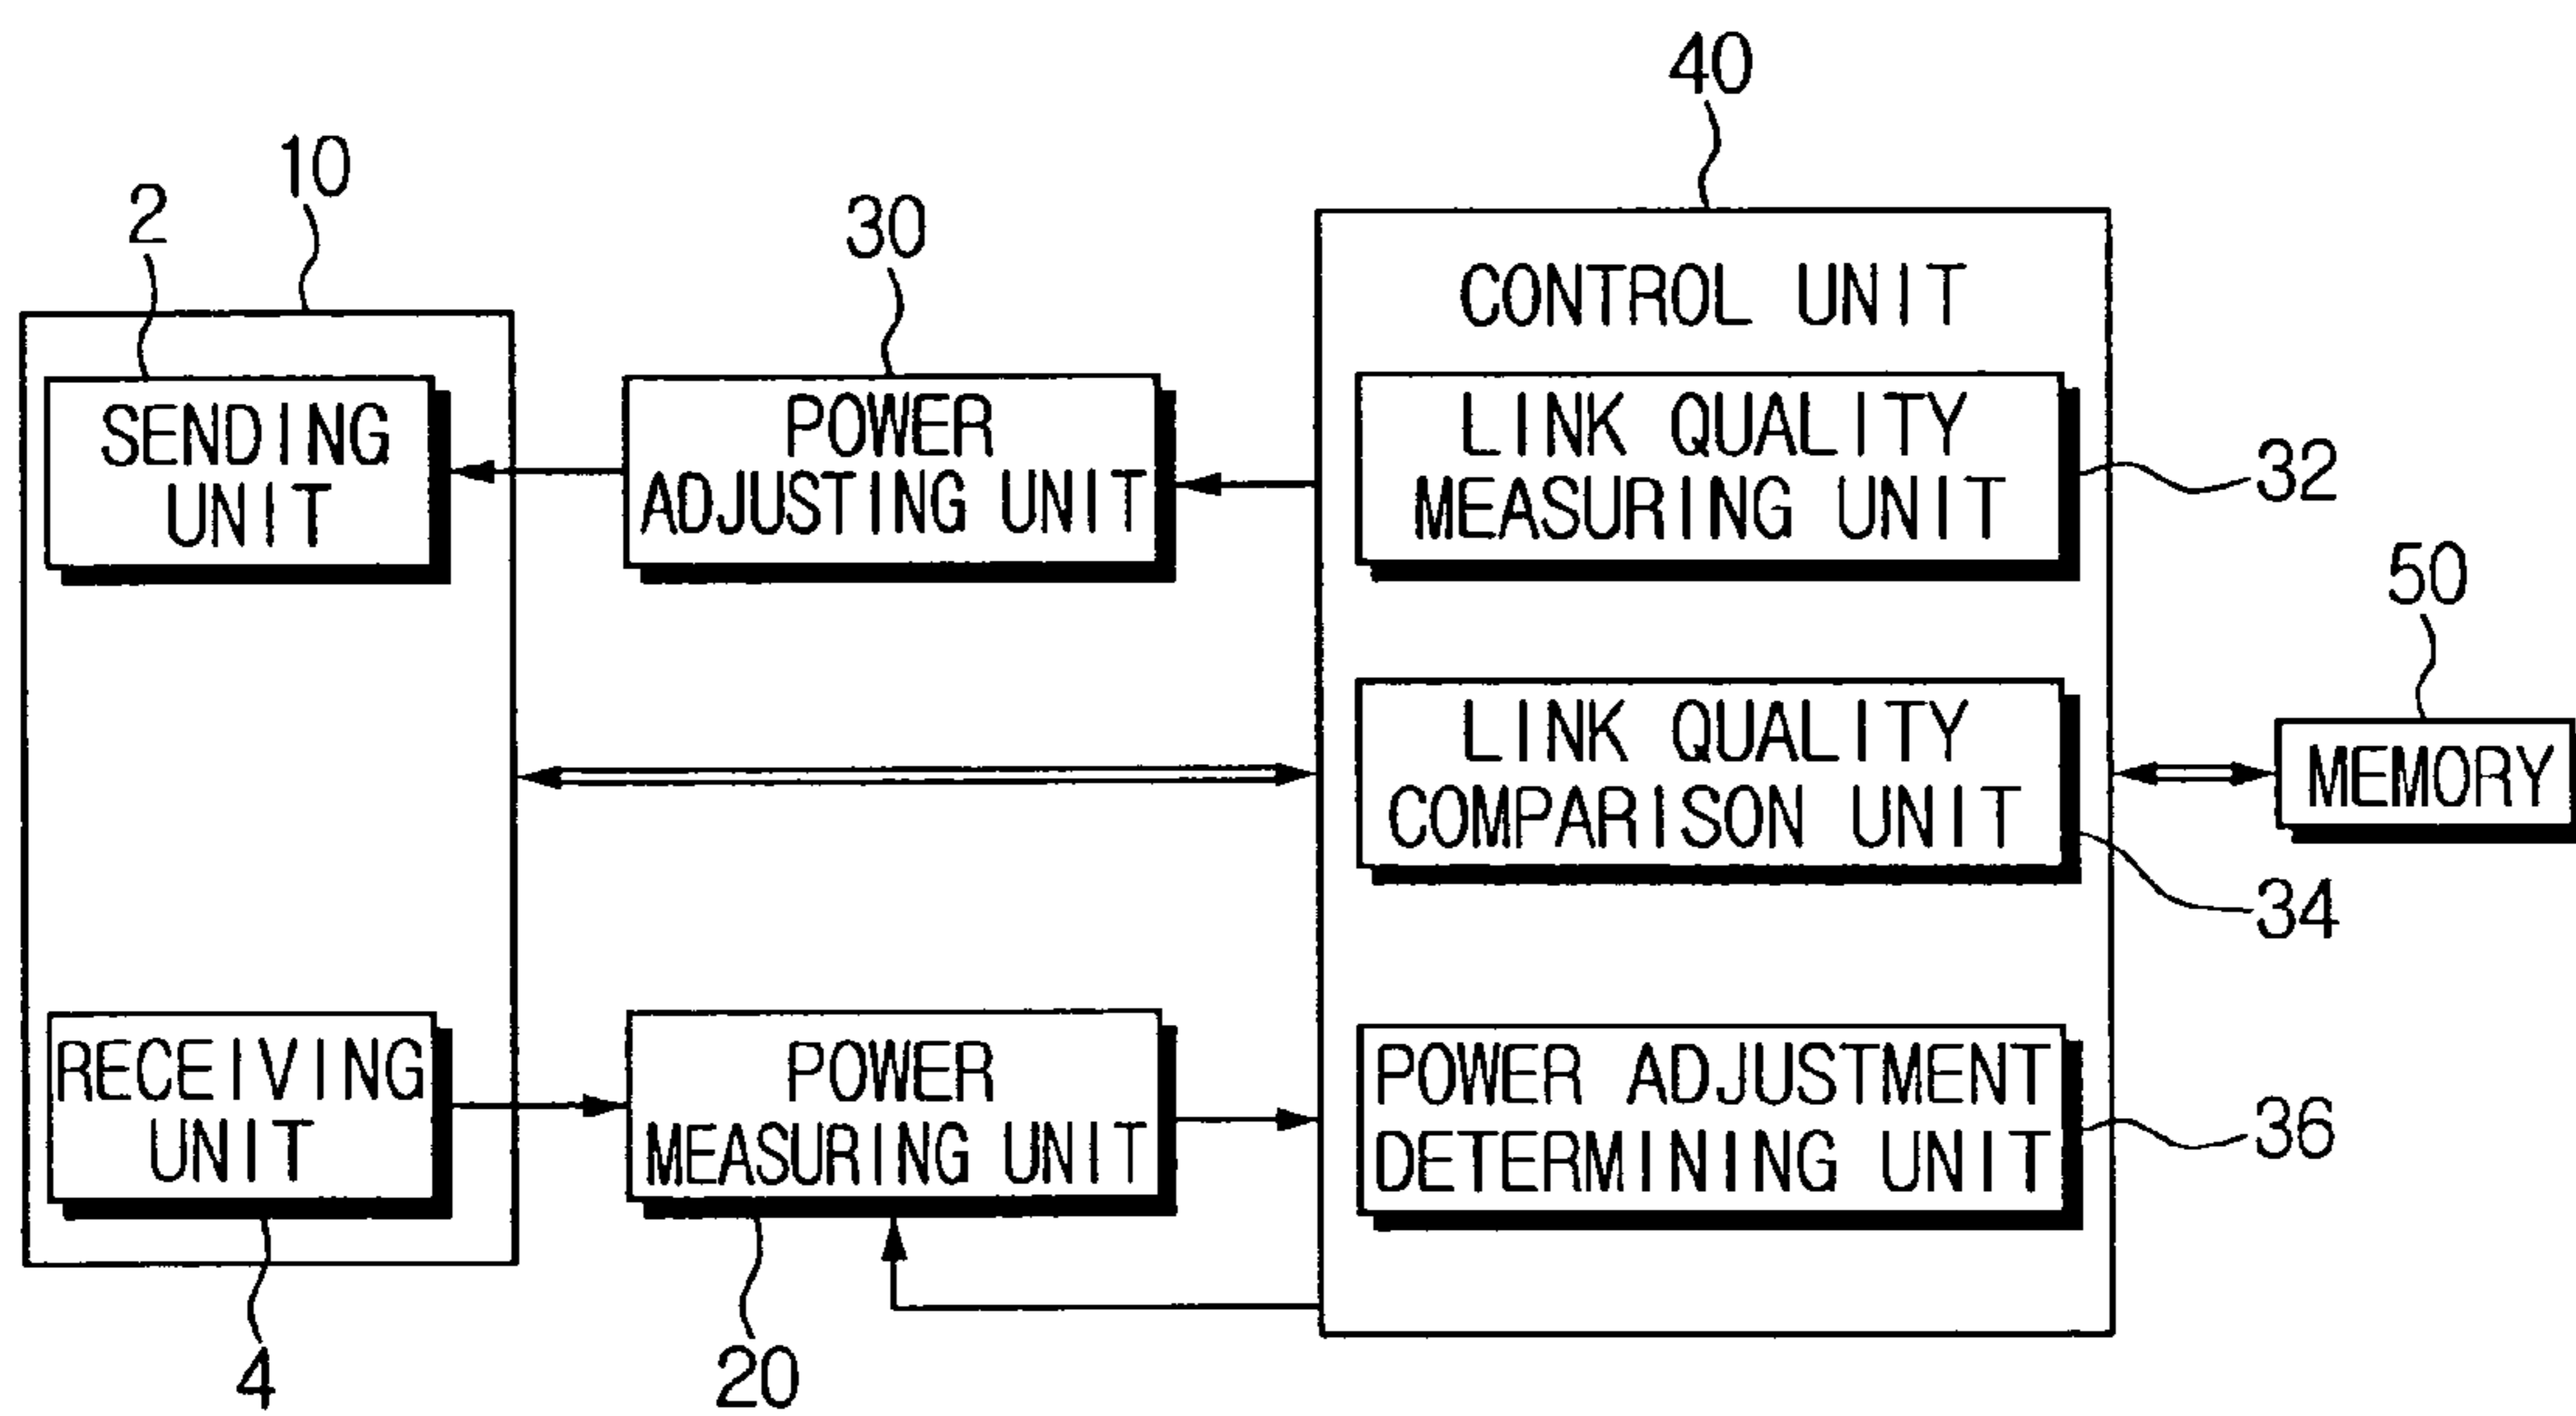 40
10
2
30
CONTROL UNIT
SENDING
UNIT
POWER
ADJUSTING UNIT
LINK QUALITY
MEASURING UNIT
32
50
LINK QUALITY
COMPARISON UNIT
MEMORY
34
RECEIVING
UNIT
POWER
MEASURING UNIT
POWER ADJUSTMENT
DETERMINING UNIT
36
4
20